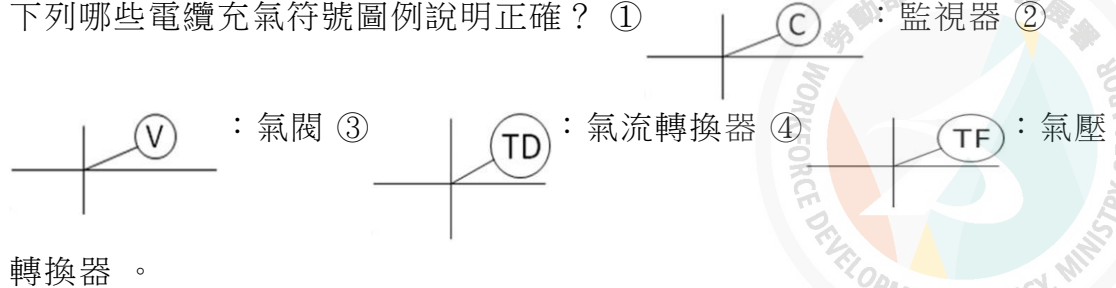 下列哪些電纜充氣符號圖例說明正確？ ① C ：監視器 ②
V ：氣閥 ③ TD ：氣流轉換器 ④ TF ：氣壓
轉換器 。